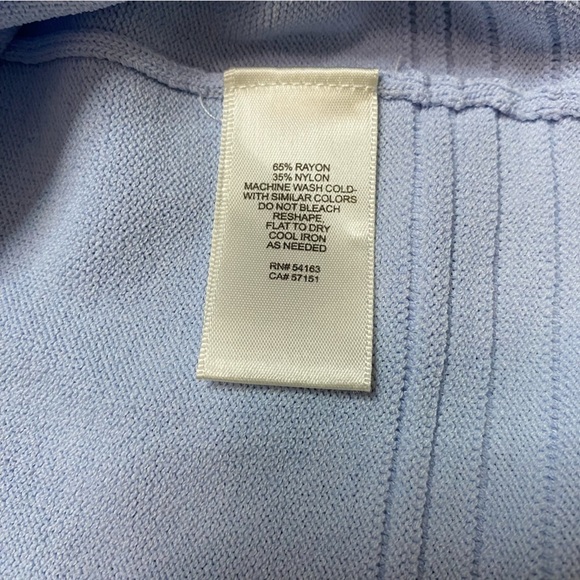 65% RAYON
35% NYLON
MACHINE WASH COLD-
WITH SIMILAR COLORS
DO NOT BLEACH
RESHAPE,
FLAT TO DRY
COOL IRON
AS NEEDED
RN# 54163
CA# 57151